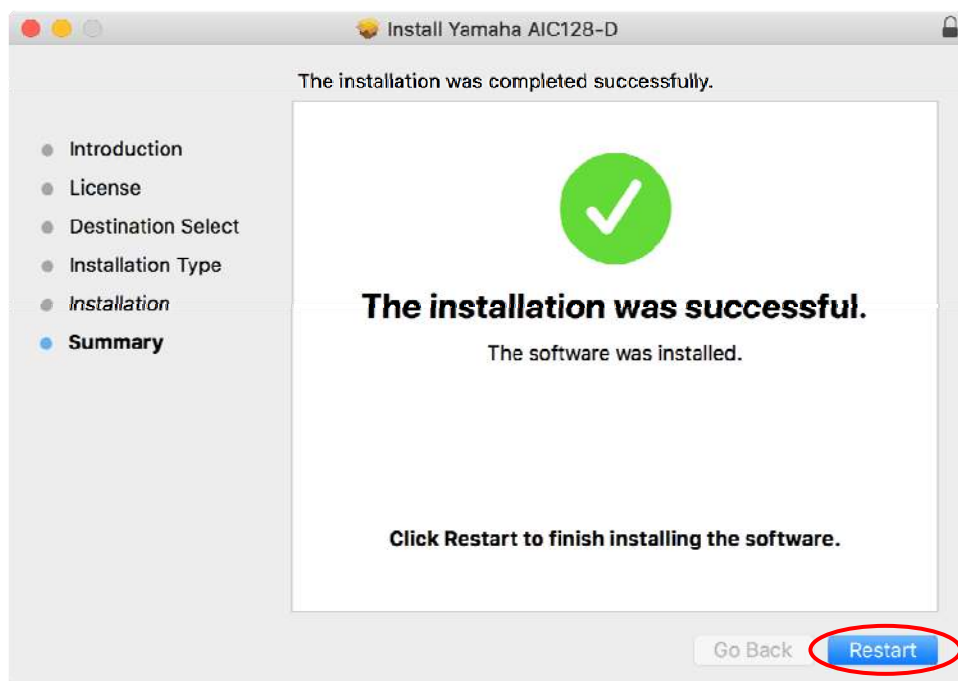 Install Yamaha AIC128-D
The installation was completed successfully.
Introduction
License
Destination Select
Installation Type
Installation
Summary
The installation was successful.
The software was installed.
Click Restart to finish installing the software.
Go Back
Restart